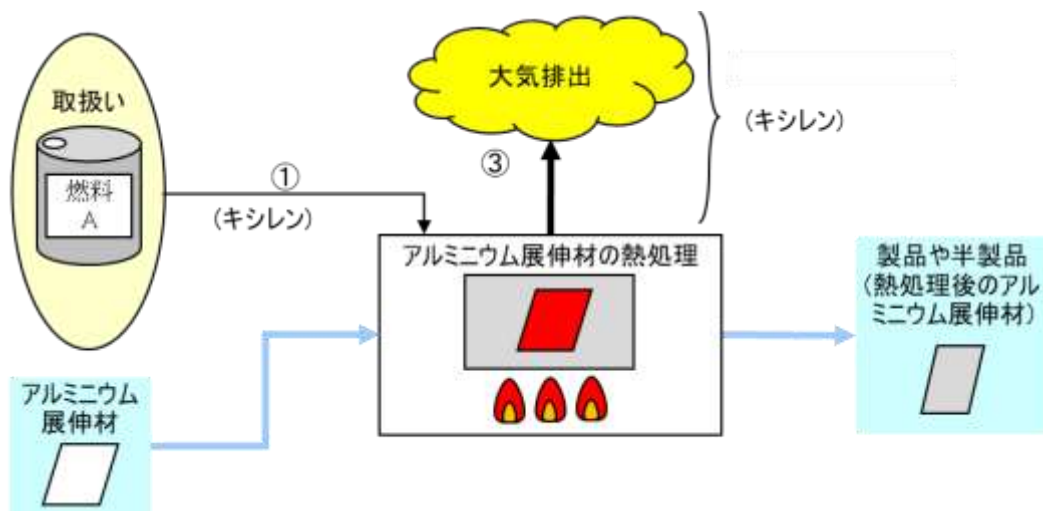 取扱い
燃料
A
①
(キシレン)
大気排出
③
(キシレン)
アルミニウム展伸材の熱処理
製品や半製品
(熱処理後のアル
ミニウム展伸材)
アルミニウム
展伸材